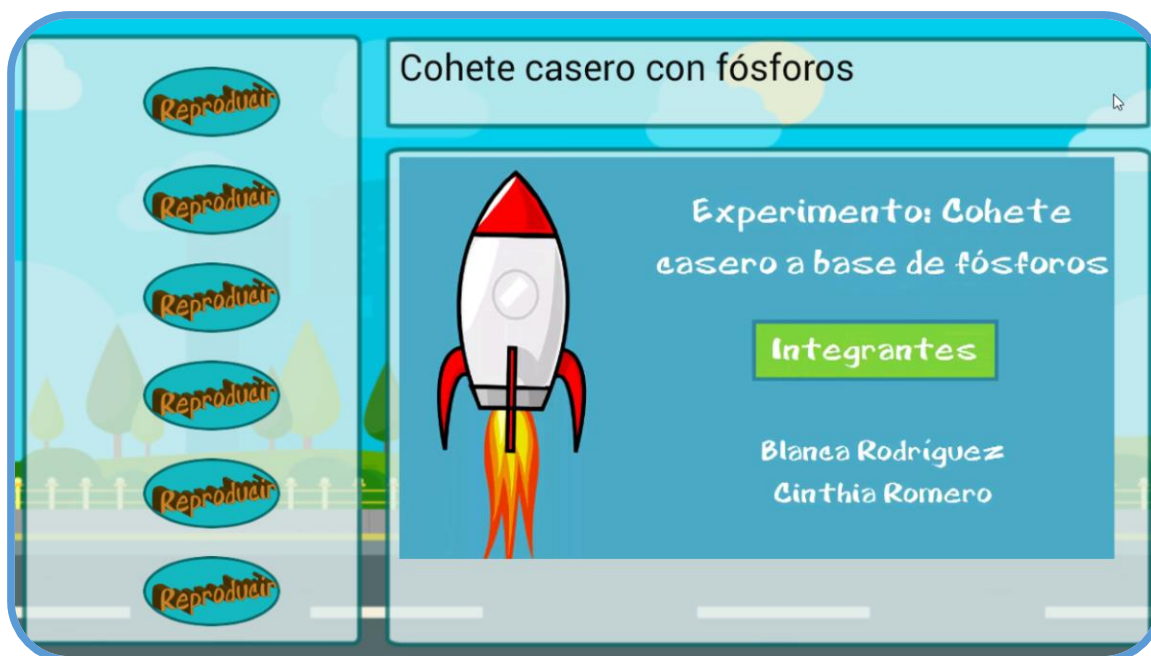 Reproducir
Reproducir
Reproducir
Reproducir
Reproducir
Reproducir
Cohete casero con fósforos
Experimento: Cohete
casero a base de fósforos
Integrantes
Blanca Rodríguez
Cinthia Romero